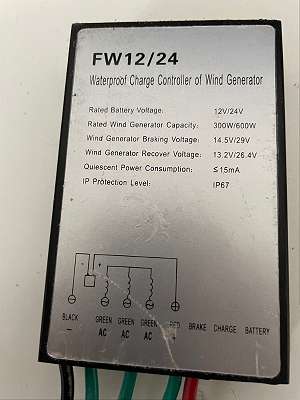 FW12/24
Waterproof Charge Controller of Wind Generator
Rated Battery Voltage: 12V/24V
Rated Wind Generator Capacity: 300W/600W
Wind Generator Braking Voltage: 14.5V/29V
Wind Generator Recover Voltage: 13.2V/26.4V
Quiescent Power Consumption: ≤15mA
IP Protection Level: IP67
- +
BLACK GREEN GREEN GREEN RED BRAKE CHARGE BATTERY
− AC AC AC +